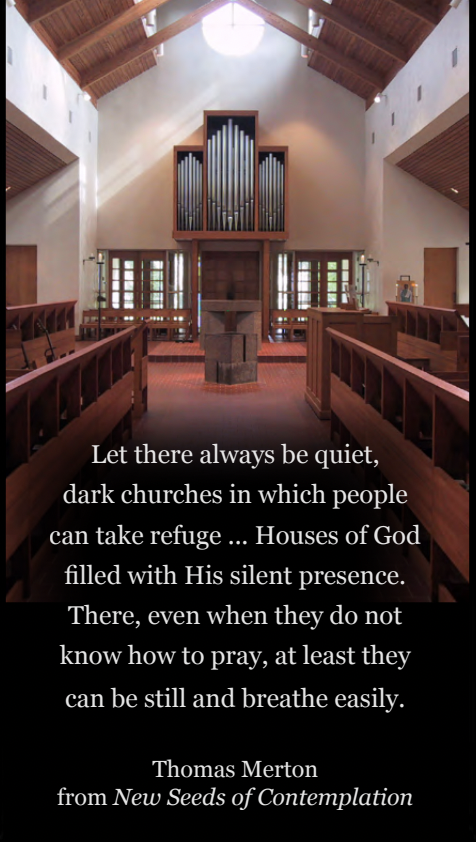 Let there always be quiet,
dark churches in which people
can take refuge ... Houses of God
filled with His silent presence.
There, even when they do not
know how to pray, at least they
can be still and breathe easily.
Thomas Merton
from New Seeds of Contemplation